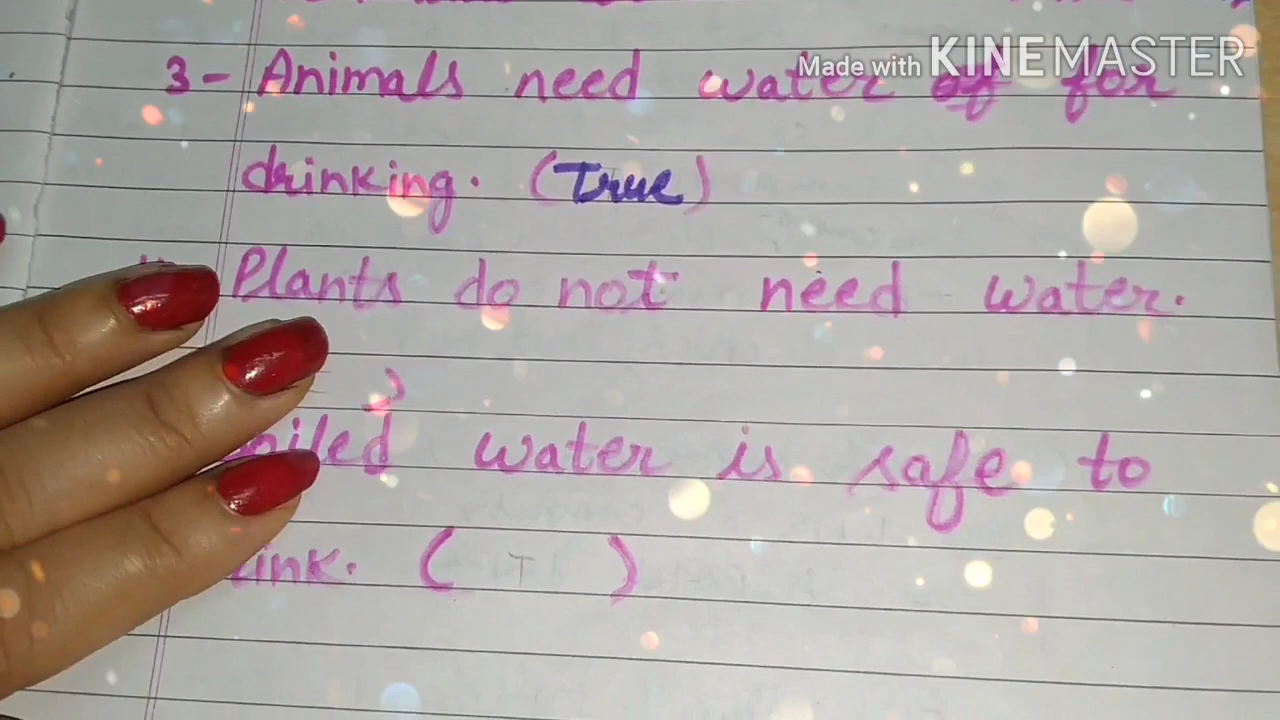 Made with KINEMASTER
3- Animals need water for
drinking. (True)
Plants do not need water.
)
water is safe to
( T )